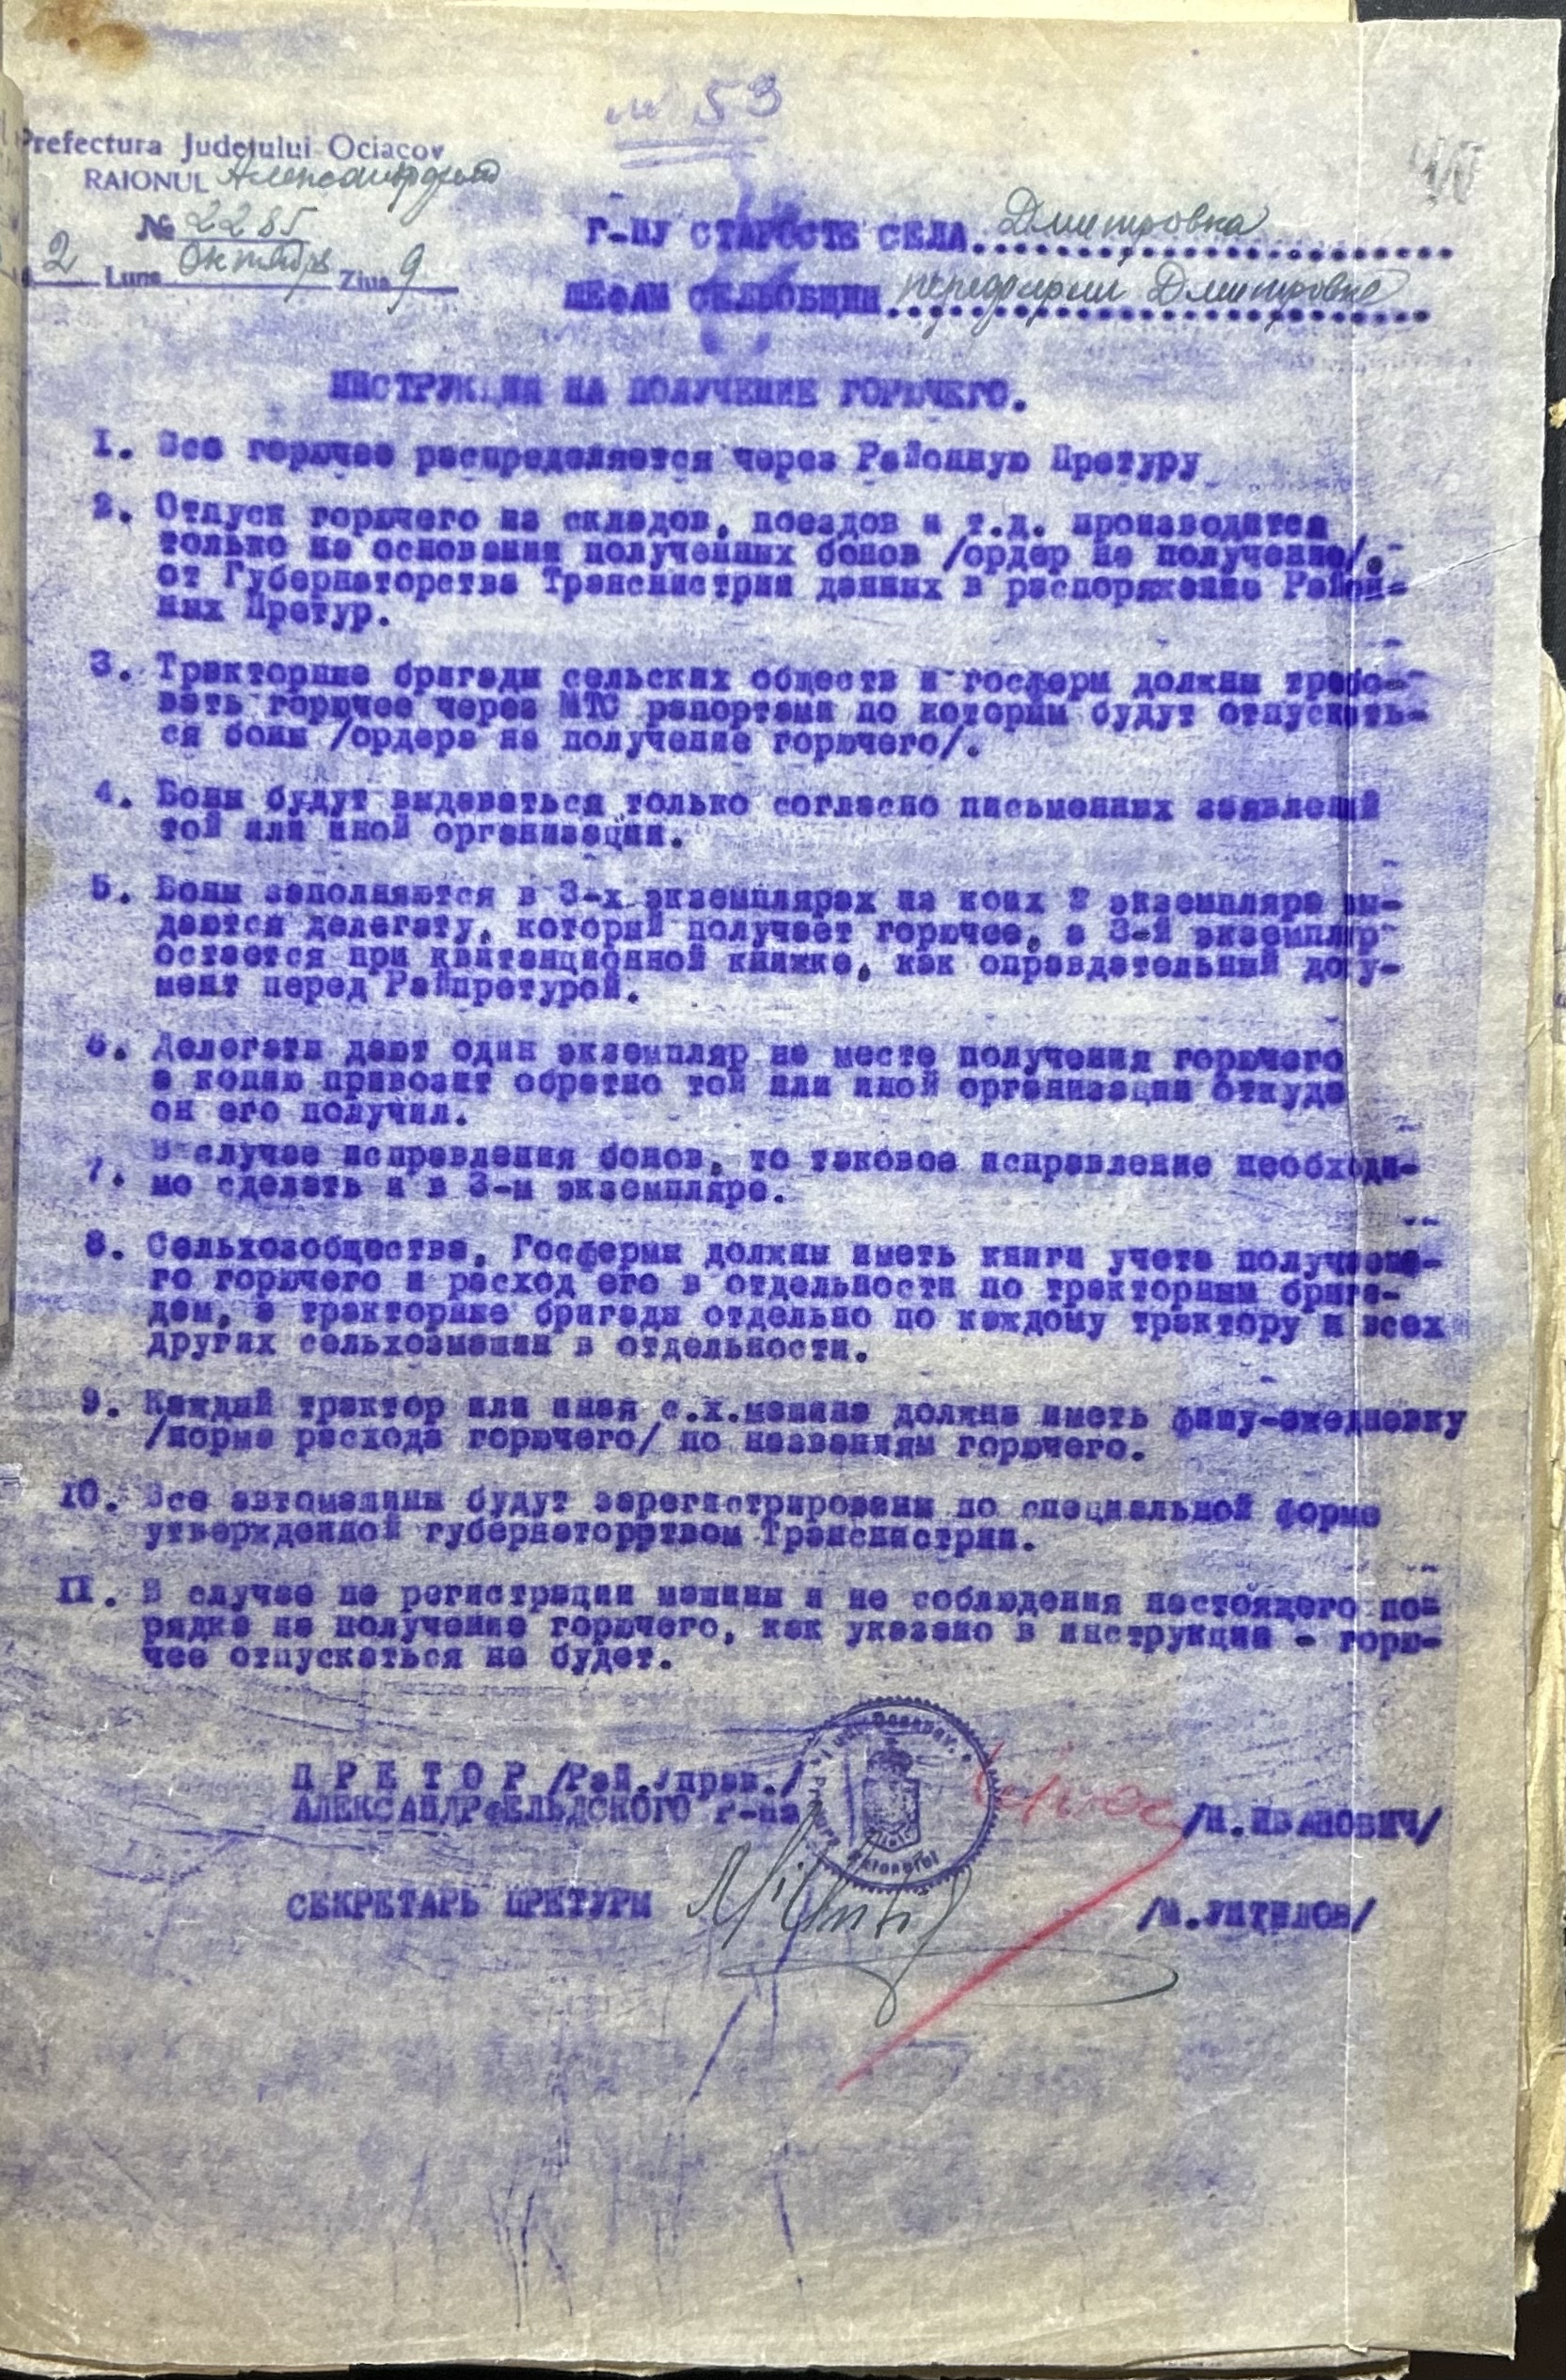 № 53
Prefectura Județului Ociacov
RAIONUL Александрфельд
№ 2285
2 Luna Октябрь Ziua 9
Г-НУ СТАРОСТЕ СЕЛА Дмитровка
ШЕФАМ СЕЛЬОБЩИН Дмитровке
ИНСТРУКЦИЯ НА ПОЛУЧЕНИЕ ГОРЮЧЕГО.
1. Все горючее распределяется через Районную Претуру
2. Отпуск горючего из складов, поездов и т.д. производится
только на основании полученных бонов /ордер на получение/.-
от Губернаторства Транснистрии данных в распоряжение Район-
ных Претур.
3. Тракторные бригады сельских обществ и госферм должны требо-
вать горючее через МТС рапортами по которым будут отпускать-
ся боны /ордера на получение горючего/.
4. Боны будут выдаваться только согласно письменных заявлений
той или иной организации.
5. Боны заполняются в 3-х экземплярах из коих 2 экземпляра вы-
даются делегату, который получает горючее, а 3-й экземпляр
остается при квитанционной книжке, как оправдательный доку-
мент перед Райпретурой.
6. Делегаты дают один экземпляр на месте получения горючего
а копию привозит обратно той или иной организации откуда
он его получил.
7. В случае исправления бонов, то таковое исправление необходи-
мо сделать и в 3-м экземпляре.
8. Сельхозобщества, Госфермы должны иметь книги учета получаемо-
го горючего и расход его в отдельности по тракторным брига-
дам, а тракторные бригады отдельно по каждому трактору и всех
других сельхозмашин в отдельности.
9. Каждый трактор или иная с.х.машина должна иметь фишу-ежедневку
/норма расхода горючего/ по названиям горючего.
10. Все автомашины будут зарегистрированы по специальной форме
утвержденной губернаторртвом Транснистрии.
11. В случае не регистрации машины и не соблюдения настоящего по-
рядка на получение горючего, как указано в инструкции - горю-
чее отпускаться не будет.
П Р Е Т О Р /Рай.управ./
АЛЕКСАНДРФЕЛЬДСКОГО Р-на
/И.ИВАНОВИЧ/
СЕКРЕТАРЬ ПРЕТУРЫ